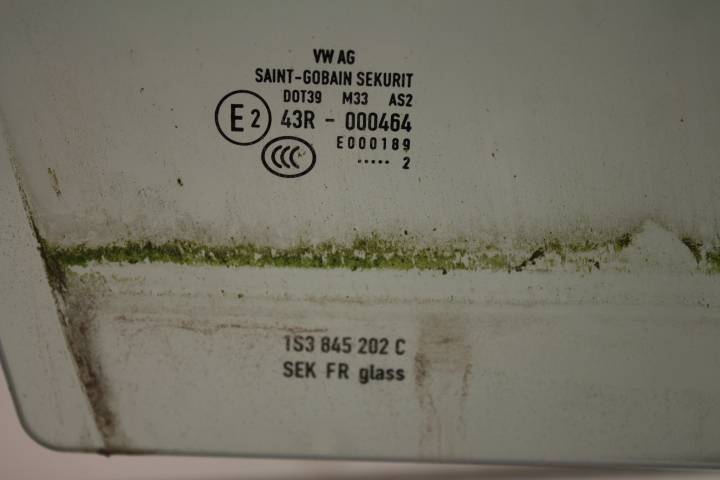 VW AG
SAINT-GOBAIN SEKURIT
DOT39 M33 AS2
E2 43R - 000464
E000189
CCC ..... 2
1S3 845 202 C
SEK FR glass